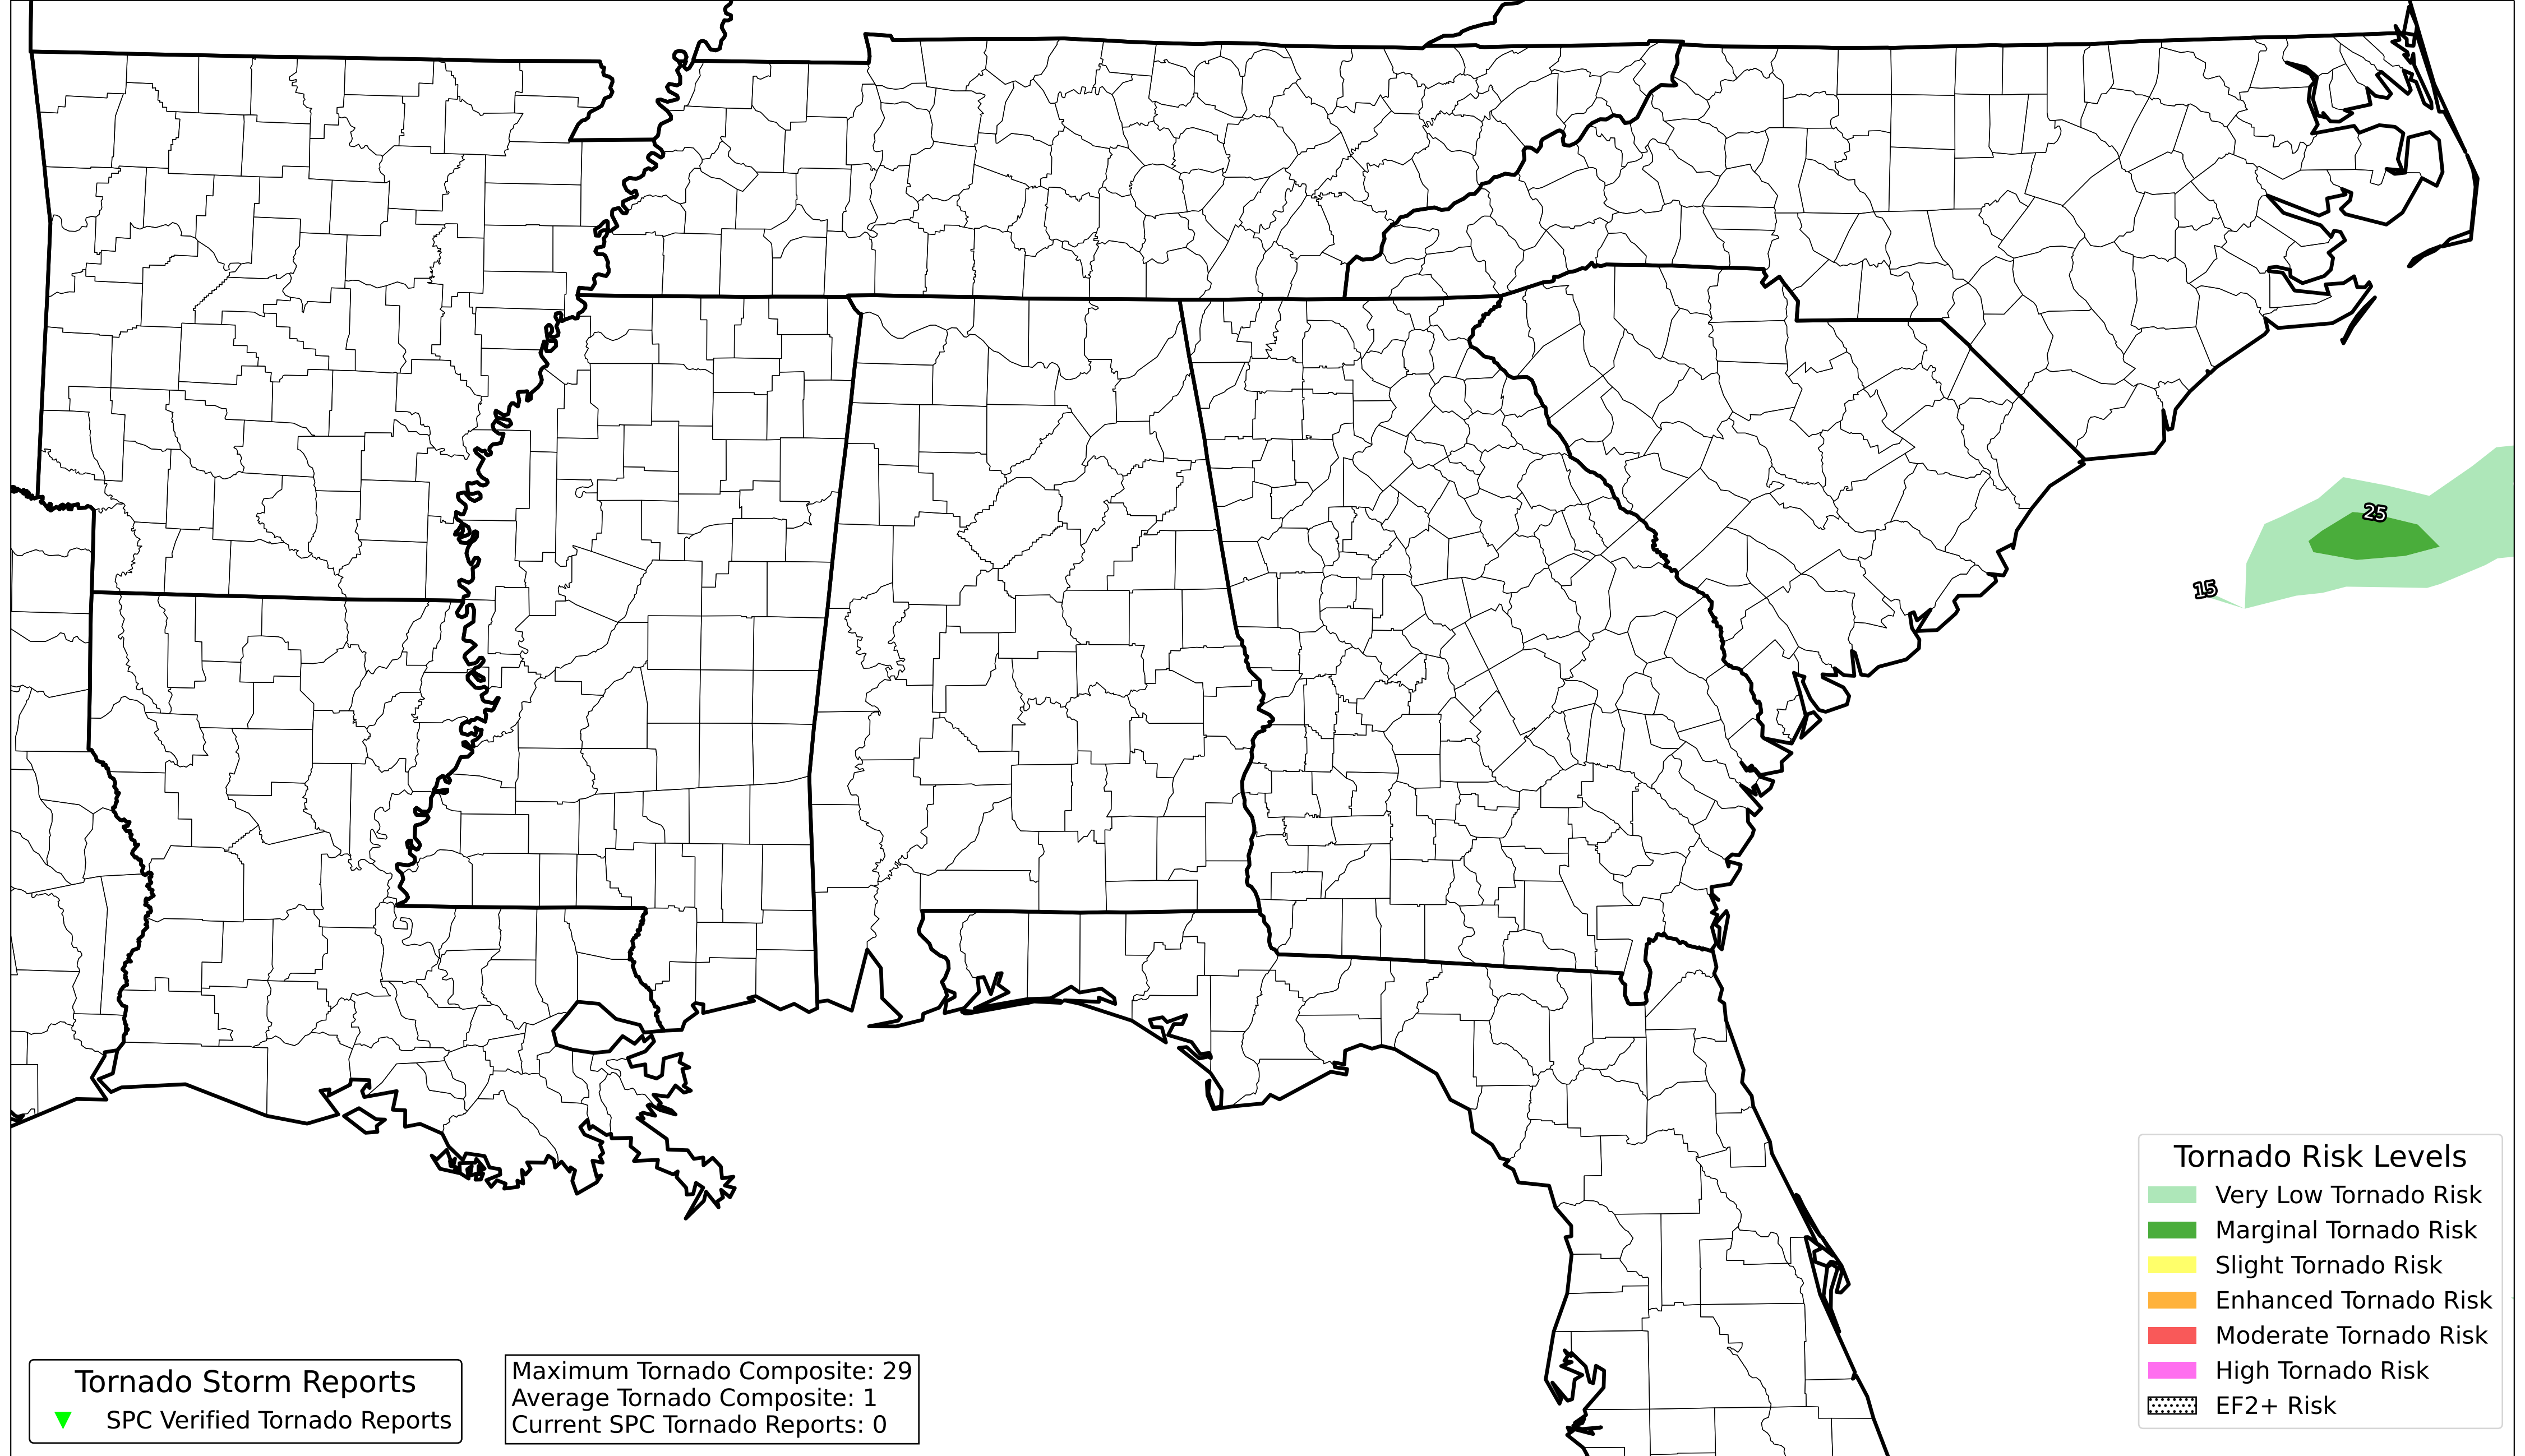 25
15
Tornado Risk Levels
Very Low Tornado Risk
Marginal Tornado Risk
Slight Tornado Risk
Enhanced Tornado Risk
Moderate Tornado Risk
High Tornado Risk
EF2+ Risk
Tornado Storm Reports
SPC Verified Tornado Reports
Maximum Tornado Composite: 29
Average Tornado Composite: 1
Current SPC Tornado Reports: 0